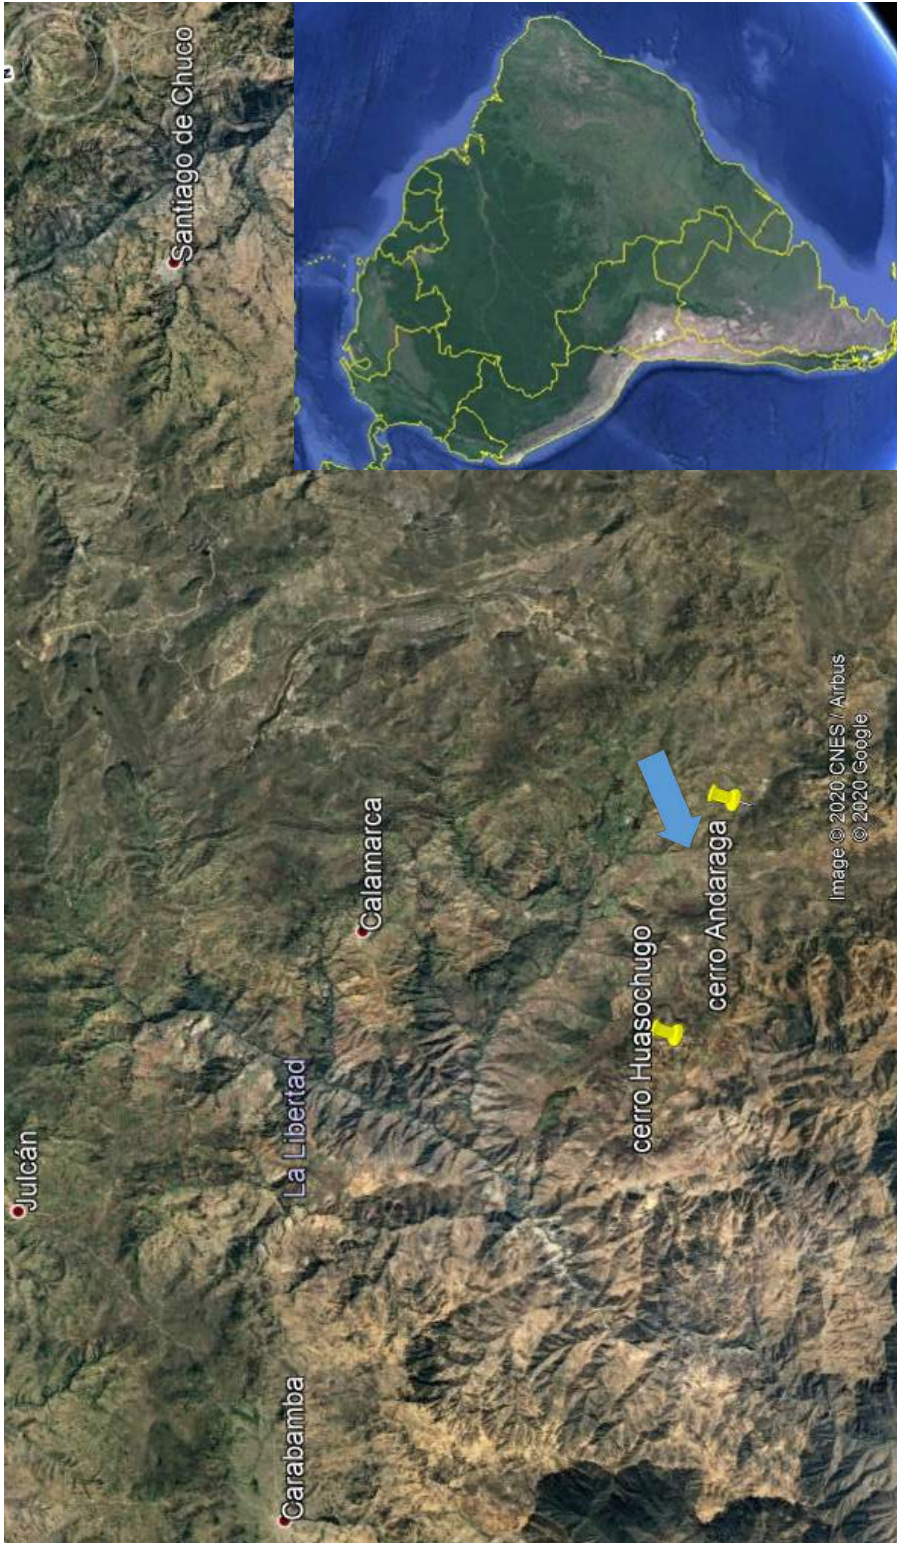 Julcán
N
Santiago de Chuco
Carabamba
La Libertad
Calamarca
cerro Huasochugo
cerro Andaraga
Image © 2020 CNES / Airbus
© 2020 Google